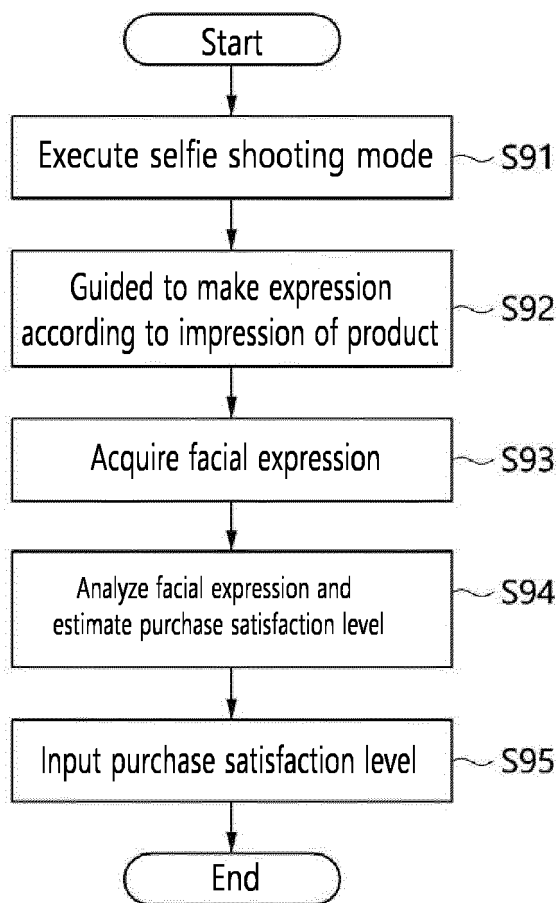 Start
Execute selfie shooting mode
S91
Guided to make expression
according to impression of product
S92
Acquire facial expression
S93
Analyze facial expression and
estimate purchase satisfaction level
S94
Input purchase satisfaction level
S95
End